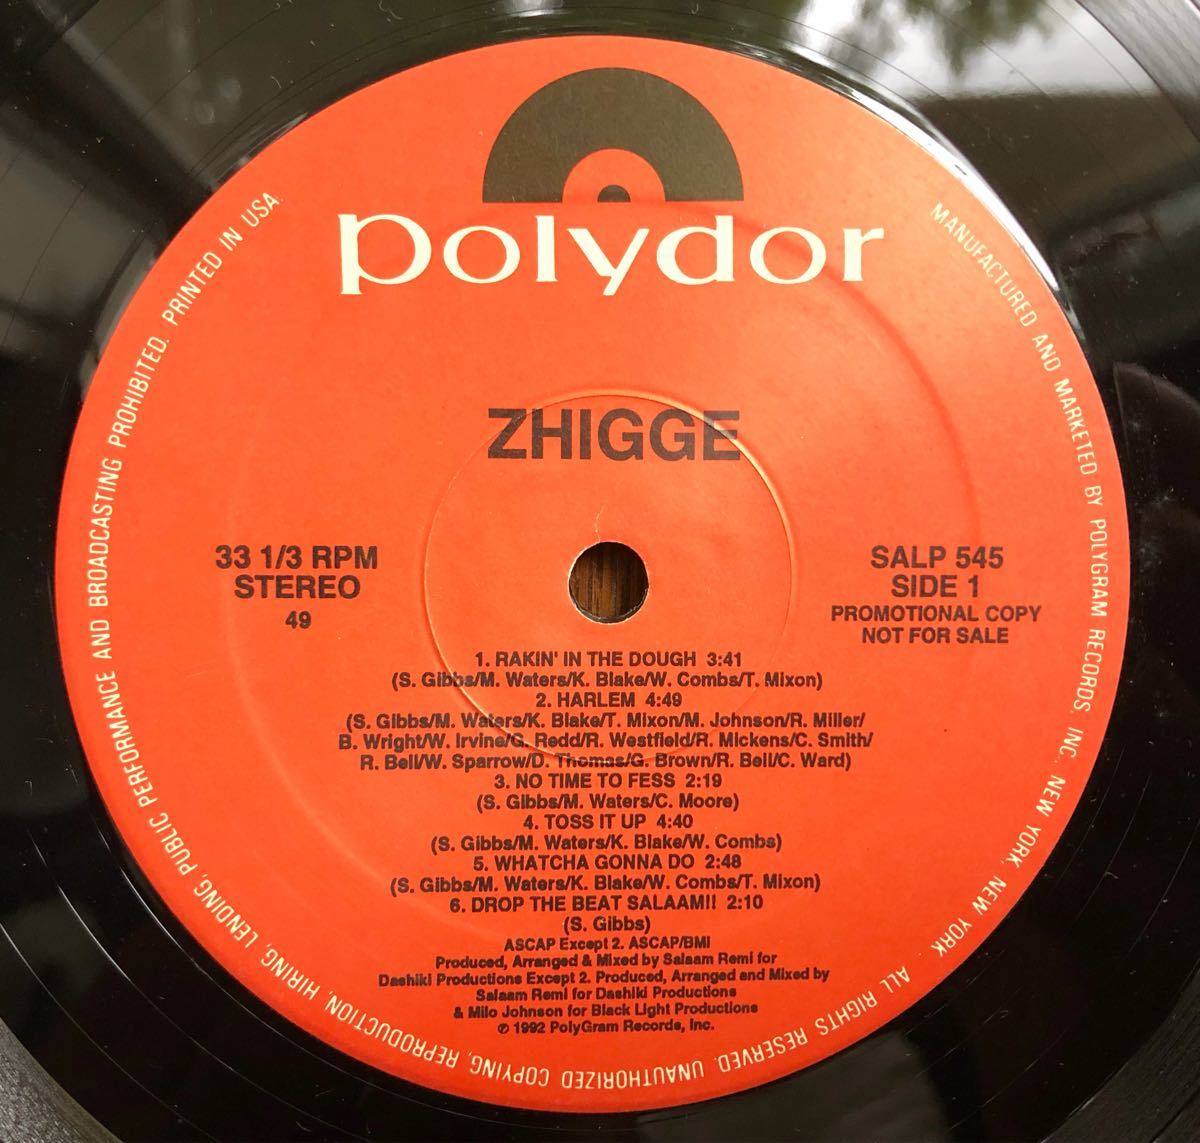 polydor
ZHIGGE
33 1/3 RPM
STEREO
49
SALP 545
SIDE 1
PROMOTIONAL COPY
NOT FOR SALE
1. RAKIN' IN THE DOUGH 3:41
(S. Gibbs/M. Waters/K. Blake/W. Combs/T. Mixon)
2. HARLEM 4:49
(S. Gibbs/M. Waters/K. Blake/T. Mixon/M. Johnson/R. Miller/
B. Wright/W. Irvine/G. Redd/R. Westfield/R. Mickens/C. Smith/
R. Bell/W. Sparrow/D. Thomas/G. Brown/R. Bell/C. Ward)
3. NO TIME TO FESS 2:19
(S. Gibbs/M. Waters/C. Moore)
4. TOSS IT UP 4:40
(S. Gibbs/M. Waters/K. Blake/W. Combs)
5. WHATCHA GONNA DO 2:48
(S. Gibbs/M. Waters/K. Blake/W. Combs/T. Mixon)
6. DROP THE BEAT SALAAM!! 2:10
(S. Gibbs)
ASCAP Except 2. ASCAP/BMI
Produced, Arranged & Mixed by Salaam Remi for
Dashiki Productions Except 2. Produced, Arranged and Mixed by
Salaam Remi for Dashiki Productions
& Milo Johnson for Black Light Productions
℗ 1992 PolyGram Records, Inc.
MANUFACTURED AND MARKETED BY POLYGRAM RECORDS, INC., NEW YORK, NEW YORK. ALL RIGHTS RESERVED. UNAUTHORIZED COPYING, REPRODUCTION, HIRING, LENDING, PUBLIC PERFORMANCE AND BROADCASTING PROHIBITED. PRINTED IN USA.